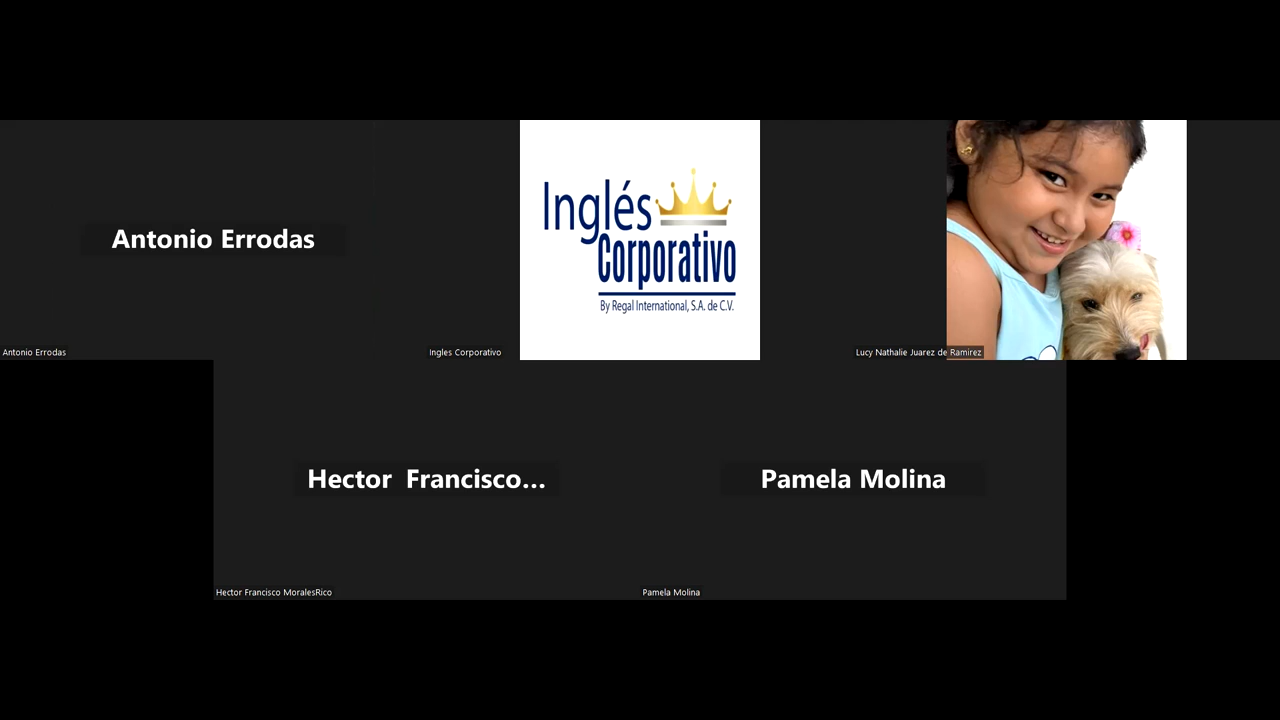 Antonio Errodas
Antonio Errodas
Inglés
Corporativo
By Regal International, S.A. de C.V.
Ingles Corporativo
Lucy Nathalie Juarez de Ramirez
Hector Francisco...
Hector Francisco MoralesRico
Pamela Molina
Pamela Molina